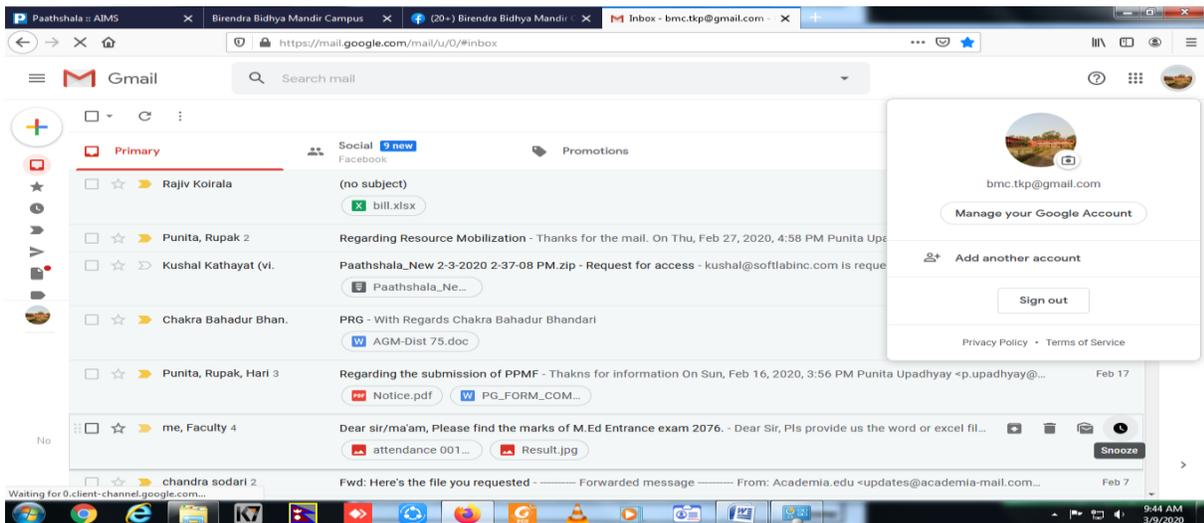 Paathshala :: AIMS
Birendra Bidhya Mandir Campus
(20+) Birendra Bidhya Mandir C
Inbox - bmc.tkp@gmail.com -
https://mail.google.com/mail/u/0/#inbox
Gmail
Search mail
Primary
Social 9 new
Facebook
Promotions
bmc.tkp@gmail.com
Manage your Google Account
Add another account
Sign out
Privacy Policy • Terms of Service
Rajiv Koirala (no subject)
bill.xlsx
Punita, Rupak 2 Regarding Resource Mobilization - Thanks for the mail. On Thu, Feb 27, 2020, 4:58 PM Punita Upa
Kushal Kathayat (vi. Paathshala_New 2-3-2020 2-37-08 PM.zip - Request for access - kushal@softlabinc.com is reque
Paathshala_Ne...
Chakra Bahadur Bhan. PRG - With Regards Chakra Bahadur Bhandari
AGM-Dist 75.doc
Punita, Rupak, Hari 3 Regarding the submission of PPMF - Thakns for information On Sun, Feb 16, 2020, 3:56 PM Punita Upadhyay <p.upadhyay@... Feb 17
Notice.pdf PG_FORM_COM...
me, Faculty 4 Dear sir/ma'am, Please find the marks of M.Ed Entrance exam 2076. - Dear Sir, Pls provide us the word or excel fil...
attendance 001... Result.jpg
Snooze
No
chandra sodari 2 Fwd: Here's the file you requested - ---------- Forwarded message --------- From: Academia.edu <updates@academia-mail.com... Feb 7
Waiting for 0.client-channel.google.com...
9:44 AM
3/9/2020